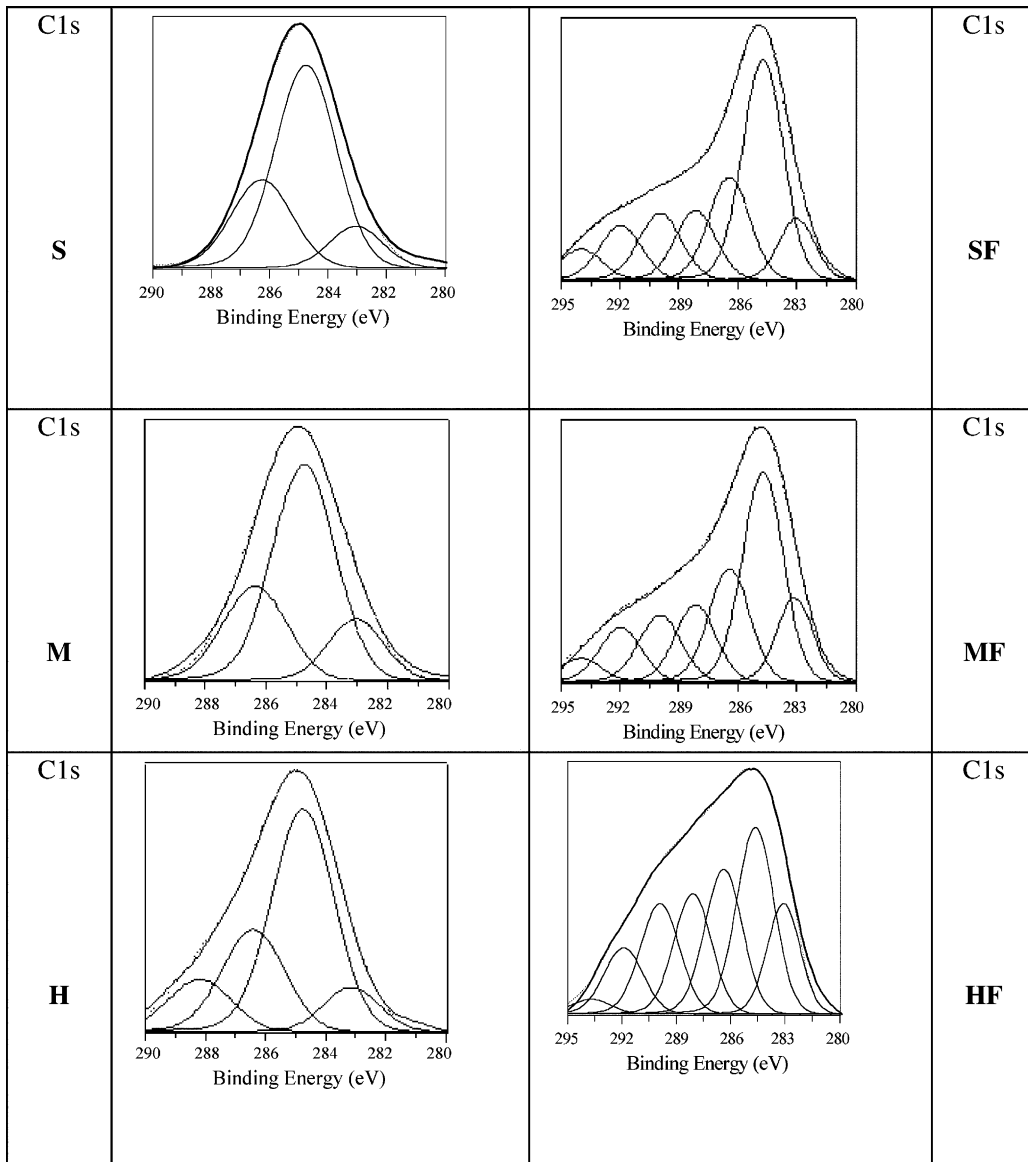 C1s
S
290 288 286 284 282 280
Binding Energy (eV)
C1s
SF
295 292 289 286 283 280
Binding Energy (eV)
C1s
M
290 288 286 284 282 280
Binding Energy (eV)
C1s
MF
295 292 289 286 283 280
Binding Energy (eV)
C1s
H
290 288 286 284 282 280
Binding Energy (eV)
C1s
HF
295 292 289 286 283 280
Binding Energy (eV)